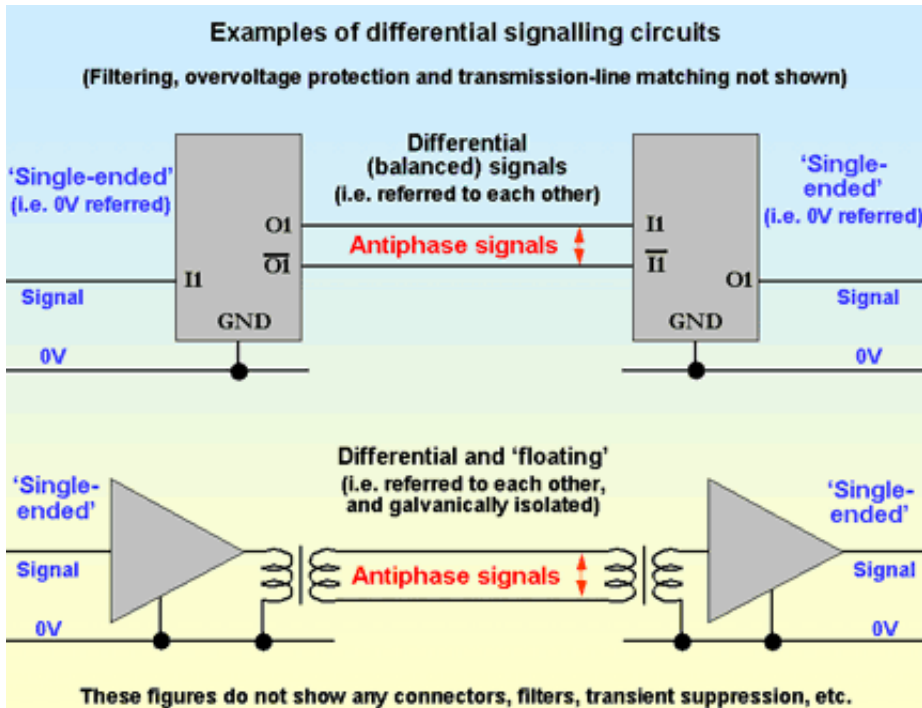 Examples of differential signalling circuits
(Filtering, overvoltage protection and transmission-line matching not shown)
Differential
(balanced) signals
(i.e. referred to each other)
'Single-ended'
(i.e. 0V referred)
'Single-
ended'
(i.e. 0V referred)
O1
I1
Antiphase signals
O̅1̅
I̅1̅
I1
O1
Signal
Signal
GND
GND
0V
0V
Differential and 'floating'
(i.e. referred to each other,
and galvanically isolated)
'Single-
ended'
'Single-
ended'
Signal
Antiphase signals
Signal
0V
0V
These figures do not show any connectors, filters, transient suppression, etc.